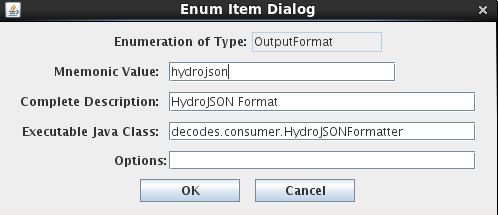 Enum Item Dialog
Enumeration of Type: OutputFormat
Mnemonic Value: hydrojson
Complete Description: HydroJSON Format
Executable Java Class: decodes.consumer.HydroJSONFormatter
Options:
OK Cancel